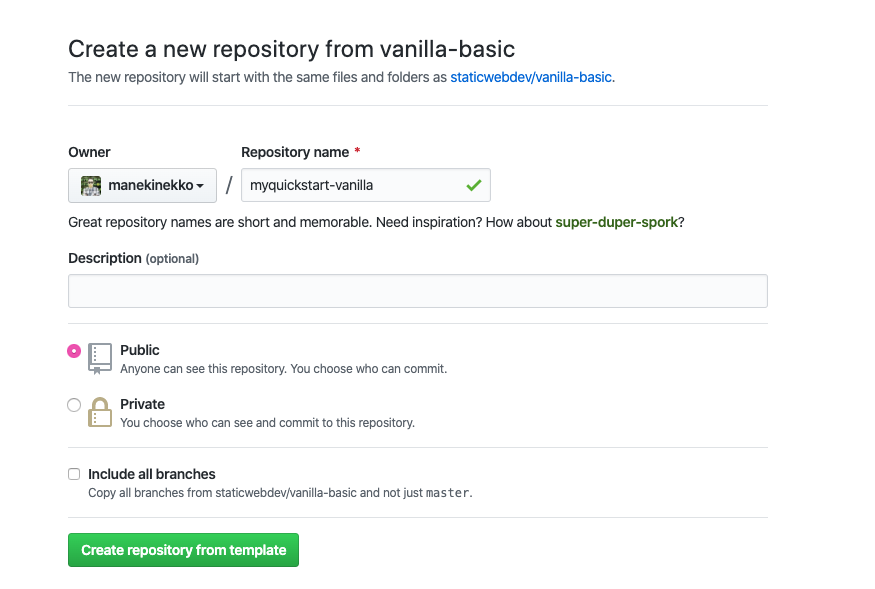 Create a new repository from vanilla-basic
The new repository will start with the same files and folders as staticwebdev/vanilla-basic.
Owner
Repository name *
manekinekko
/
myquickstart-vanilla
Great repository names are short and memorable. Need inspiration? How about super-duper-spork?
Description (optional)
Public
Anyone can see this repository. You choose who can commit.
Private
You choose who can see and commit to this repository.
Include all branches
Copy all branches from staticwebdev/vanilla-basic and not just master.
Create repository from template